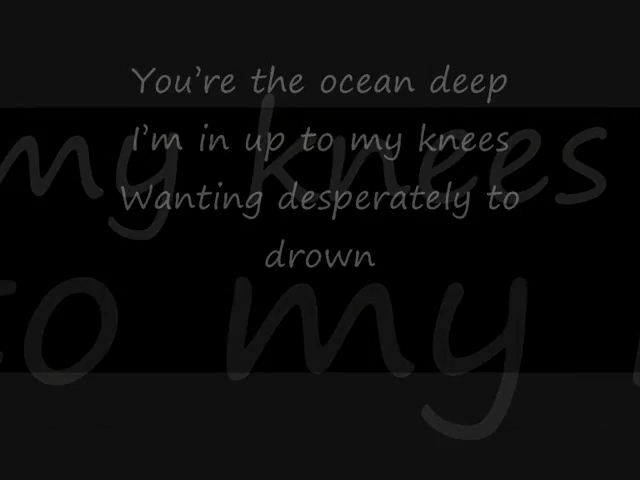 You’re the ocean deep
I’m in up to my knees
my knees
Wanting desperately to
drown
to my